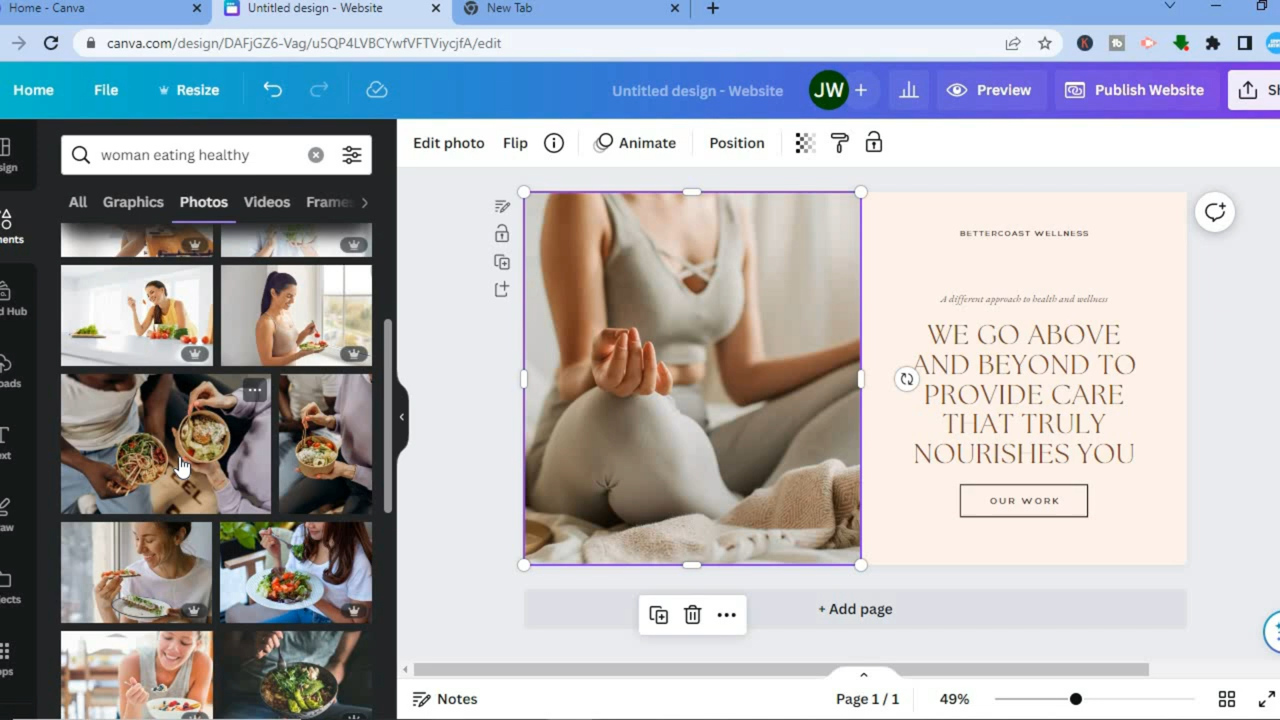 Home - Canva
Untitled design - Website
New Tab
canva.com/design/DAFjGZ6-Vag/u5QP4LVBCYwfVFTViycjfA/edit
Home
File
Resize
Untitled design - Website
JW
Preview
Publish Website
woman eating healthy
All
Graphics
Photos
Videos
Frame
Edit photo
Flip
Animate
Position
BETTERCOAST WELLNESS
A different approach to health and wellness
WE GO ABOVE
AND BEYOND TO
PROVIDE CARE
THAT TRULY
NOURISHES YOU
OUR WORK
+ Add page
Notes
Page 1 / 1
49%